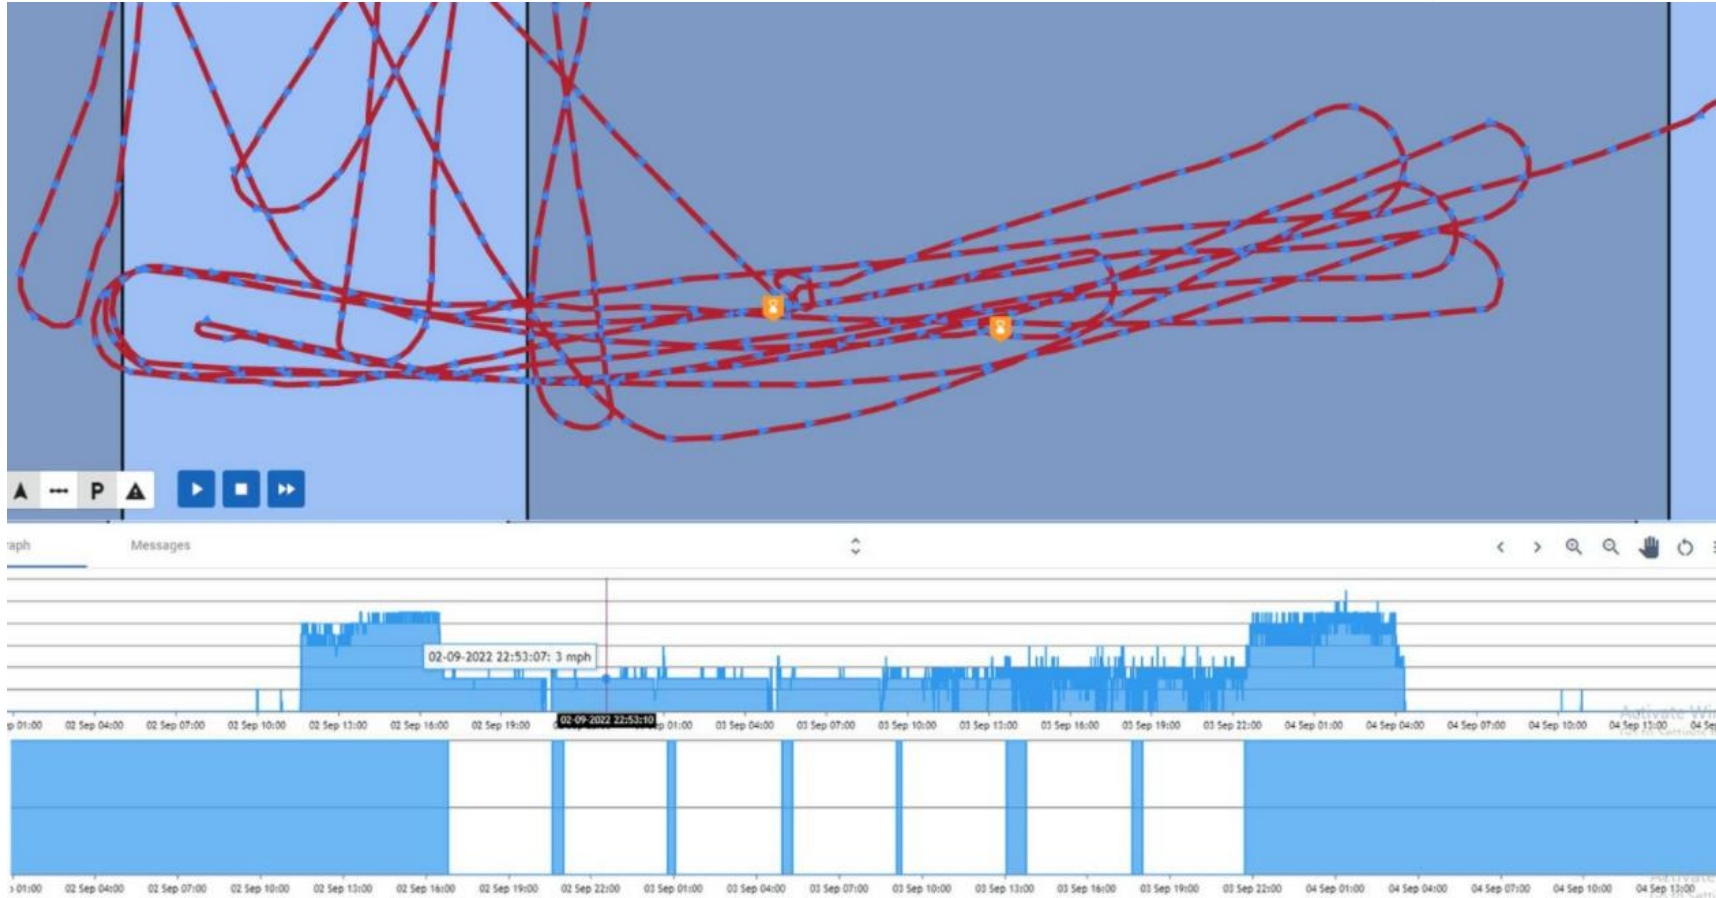 P
raph Messages
02-09-2022 22:53:07: 3 mph
01:00 02 Sep 04:00 02 Sep 07:00 02 Sep 10:00 02 Sep 13:00 02 Sep 16:00 02 Sep 19:00 02-09-2022 22:53:10 01:00 03 Sep 04:00 03 Sep 07:00 03 Sep 10:00 03 Sep 13:00 03 Sep 16:00 03 Sep 19:00 03 Sep 22:00 04 Sep 01:00 04 Sep 04:00 04 Sep 07:00 04 Sep 10:00 04 Sep 13:00 04 Sep
Activate Win
01:00 02 Sep 04:00 02 Sep 07:00 02 Sep 10:00 02 Sep 13:00 02 Sep 16:00 02 Sep 19:00 02 Sep 22:00 03 Sep 01:00 03 Sep 04:00 03 Sep 07:00 03 Sep 10:00 03 Sep 13:00 03 Sep 16:00 03 Sep 19:00 03 Sep 22:00 04 Sep 01:00 04 Sep 04:00 04 Sep 07:00 04 Sep 10:00 04 Sep 13:00